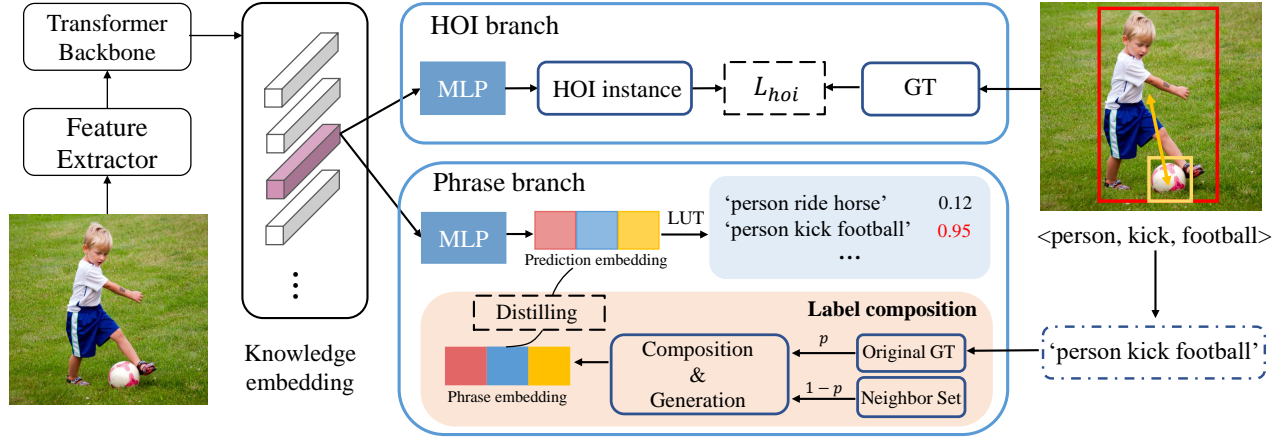 Transformer
Backbone
Feature
Extractor
Knowledge
embedding
HOI branch
MLP
HOI instance
L_hoi
GT
Phrase branch
MLP
Prediction embedding
LUT
‘person ride horse’ 0.12
‘person kick football’ 0.95
...
Distilling
Label composition
Phrase embedding
Composition
&
Generation
p
Original GT
1−p
Neighbor Set
<person, kick, football>
‘person kick football’